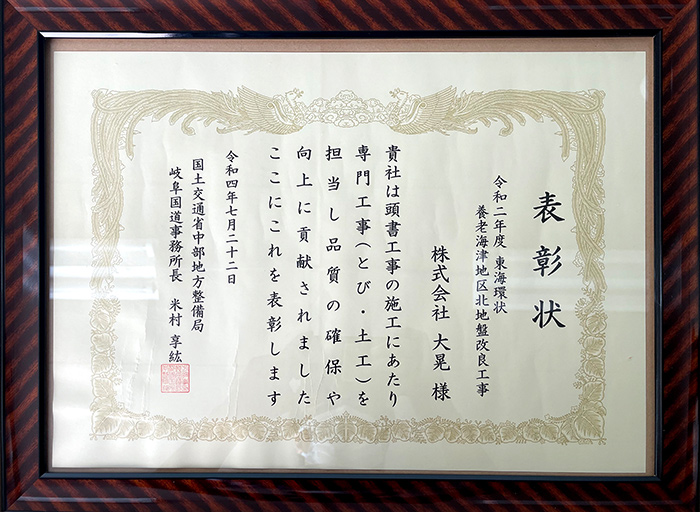 表彰状
令和二年度 東海環状
養老海津地区北地盤改良工事
株式会社 大晃 様
貴社は頭書工事の施工にあたり
専門工事(とび・土工)を
担当し品質の確保や
向上に貢献されました
ここにこれを表彰します
令和四年七月二十二日
国土交通省中部地方整備局
岐阜国道事務所長 米村 享紘